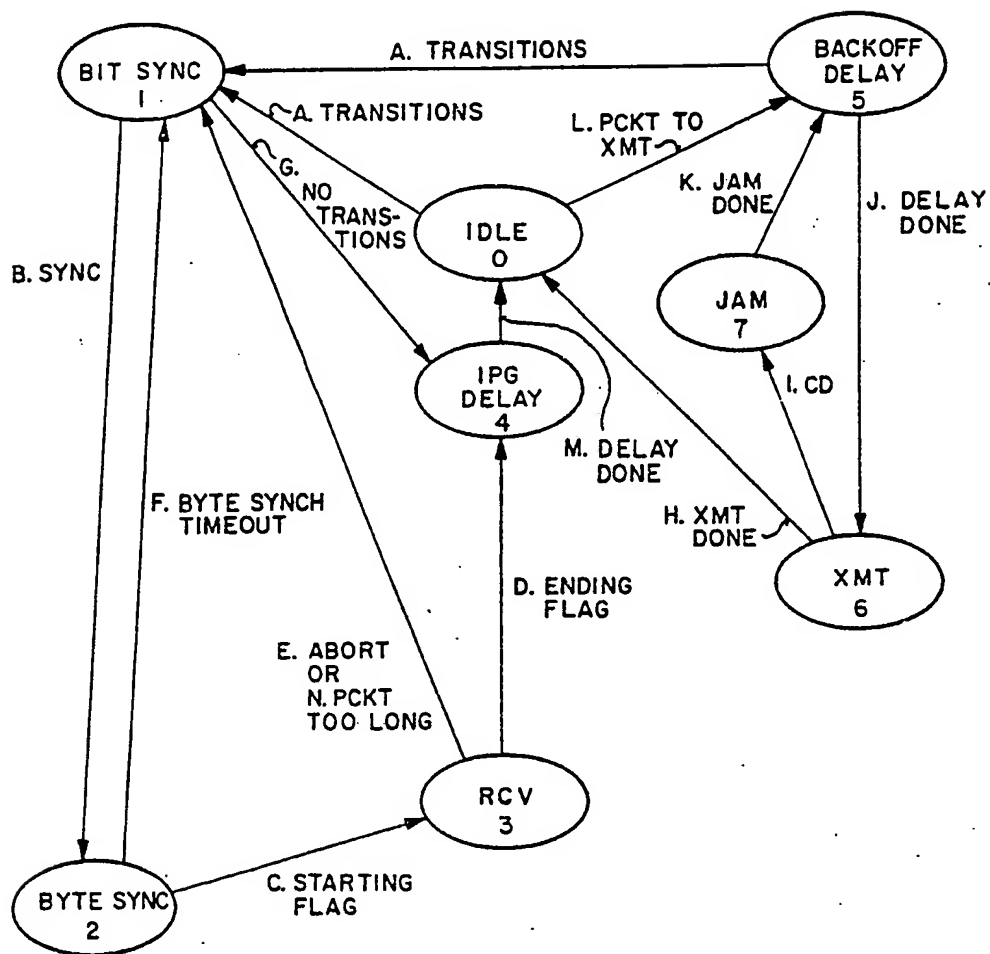 BIT SYNC
1
A. TRANSITIONS
BACKOFF
DELAY
5
A. TRANSITIONS
L. PCKT TO
XMT
G.
NO
TRANS-
ITIONS
K. JAM
DONE
J. DELAY
DONE
IDLE
0
B. SYNC
JAM
7
IPG
DELAY
4
I. CD
M. DELAY
DONE
F. BYTE SYNCH
TIMEOUT
H. XMT
DONE
XMT
6
D. ENDING
FLAG
E. ABORT
OR
N. PCKT
TOO LONG
RCV
3
C. STARTING
FLAG
BYTE SYNC
2